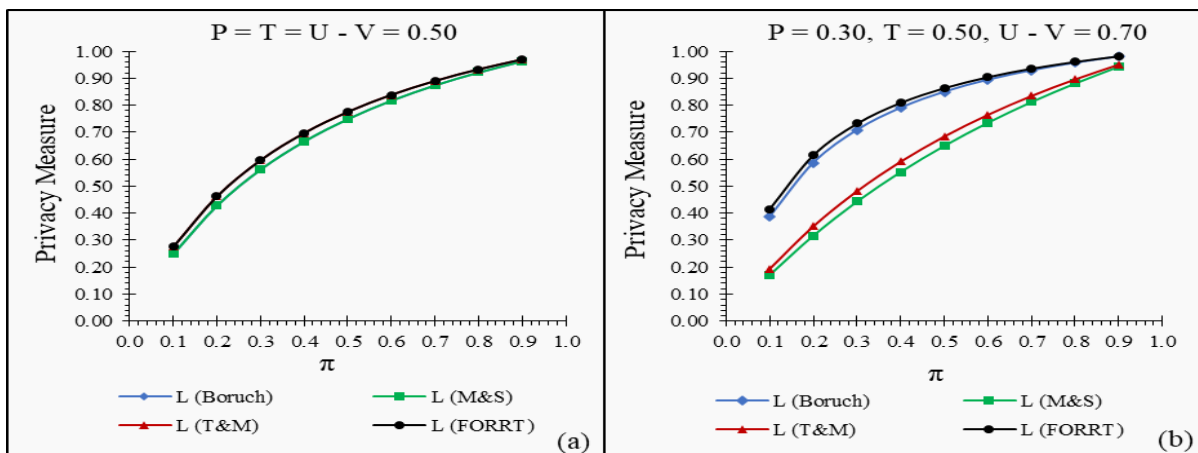 P = T = U - V = 0.50
Privacy Measure
1.00
0.90
0.80
0.70
0.60
0.50
0.40
0.30
0.20
0.10
0.00
0.0 0.1 0.2 0.3 0.4 0.5 0.6 0.7 0.8 0.9 1.0
π
L (Boruch) L (M&S)
L (T&M) L (FORRT)
(a)
P = 0.30, T = 0.50, U - V = 0.70
Privacy Measure
1.00
0.90
0.80
0.70
0.60
0.50
0.40
0.30
0.20
0.10
0.00
0.0 0.1 0.2 0.3 0.4 0.5 0.6 0.7 0.8 0.9 1.0
π
L (Boruch) L (M&S)
L (T&M) L (FORRT)
(b)